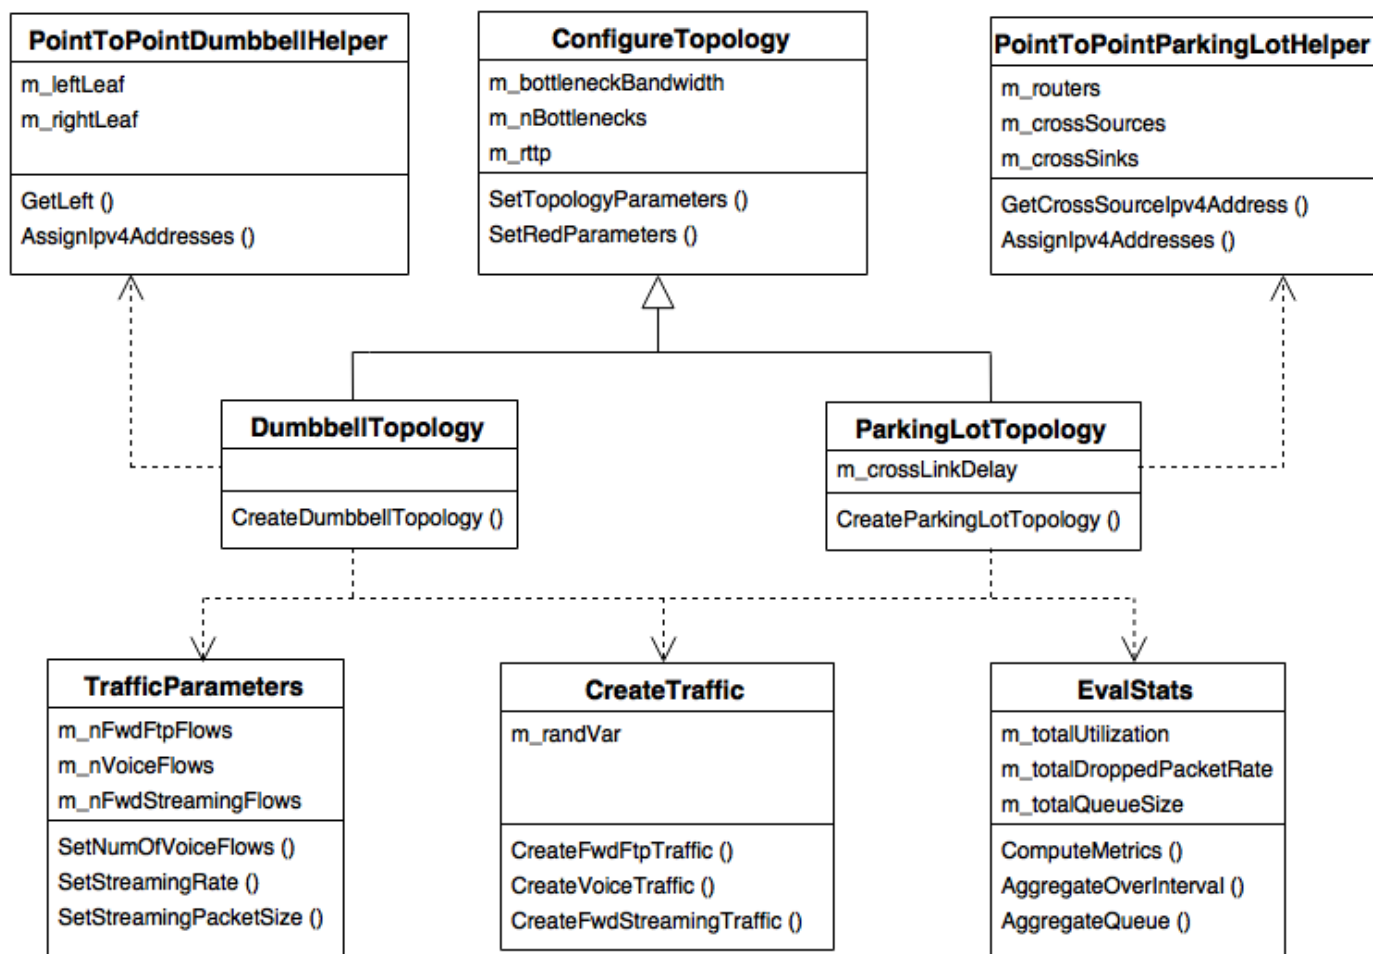 PointToPointDumbbellHelper
m_leftLeaf
m_rightLeaf
GetLeft ()
AssignIpv4Addresses ()
ConfigureTopology
m_bottleneckBandwidth
m_nBottlenecks
m_rttp
SetTopologyParameters ()
SetRedParameters ()
PointToPointParkingLotHelper
m_routers
m_crossSources
m_crossSinks
GetCrossSourceIpv4Address ()
AssignIpv4Addresses ()
DumbbellTopology
CreateDumbbellTopology ()
ParkingLotTopology
m_crossLinkDelay
CreateParkingLotTopology ()
TrafficParameters
m_nFwdFtpFlows
m_nVoiceFlows
m_nFwdStreamingFlows
SetNumOfVoiceFlows ()
SetStreamingRate ()
SetStreamingPacketSize ()
CreateTraffic
m_randVar
CreateFwdFtpTraffic ()
CreateVoiceTraffic ()
CreateFwdStreamingTraffic ()
EvalStats
m_totalUtilization
m_totalDroppedPacketRate
m_totalQueueSize
ComputeMetrics ()
AggregateOverInterval ()
AggregateQueue ()